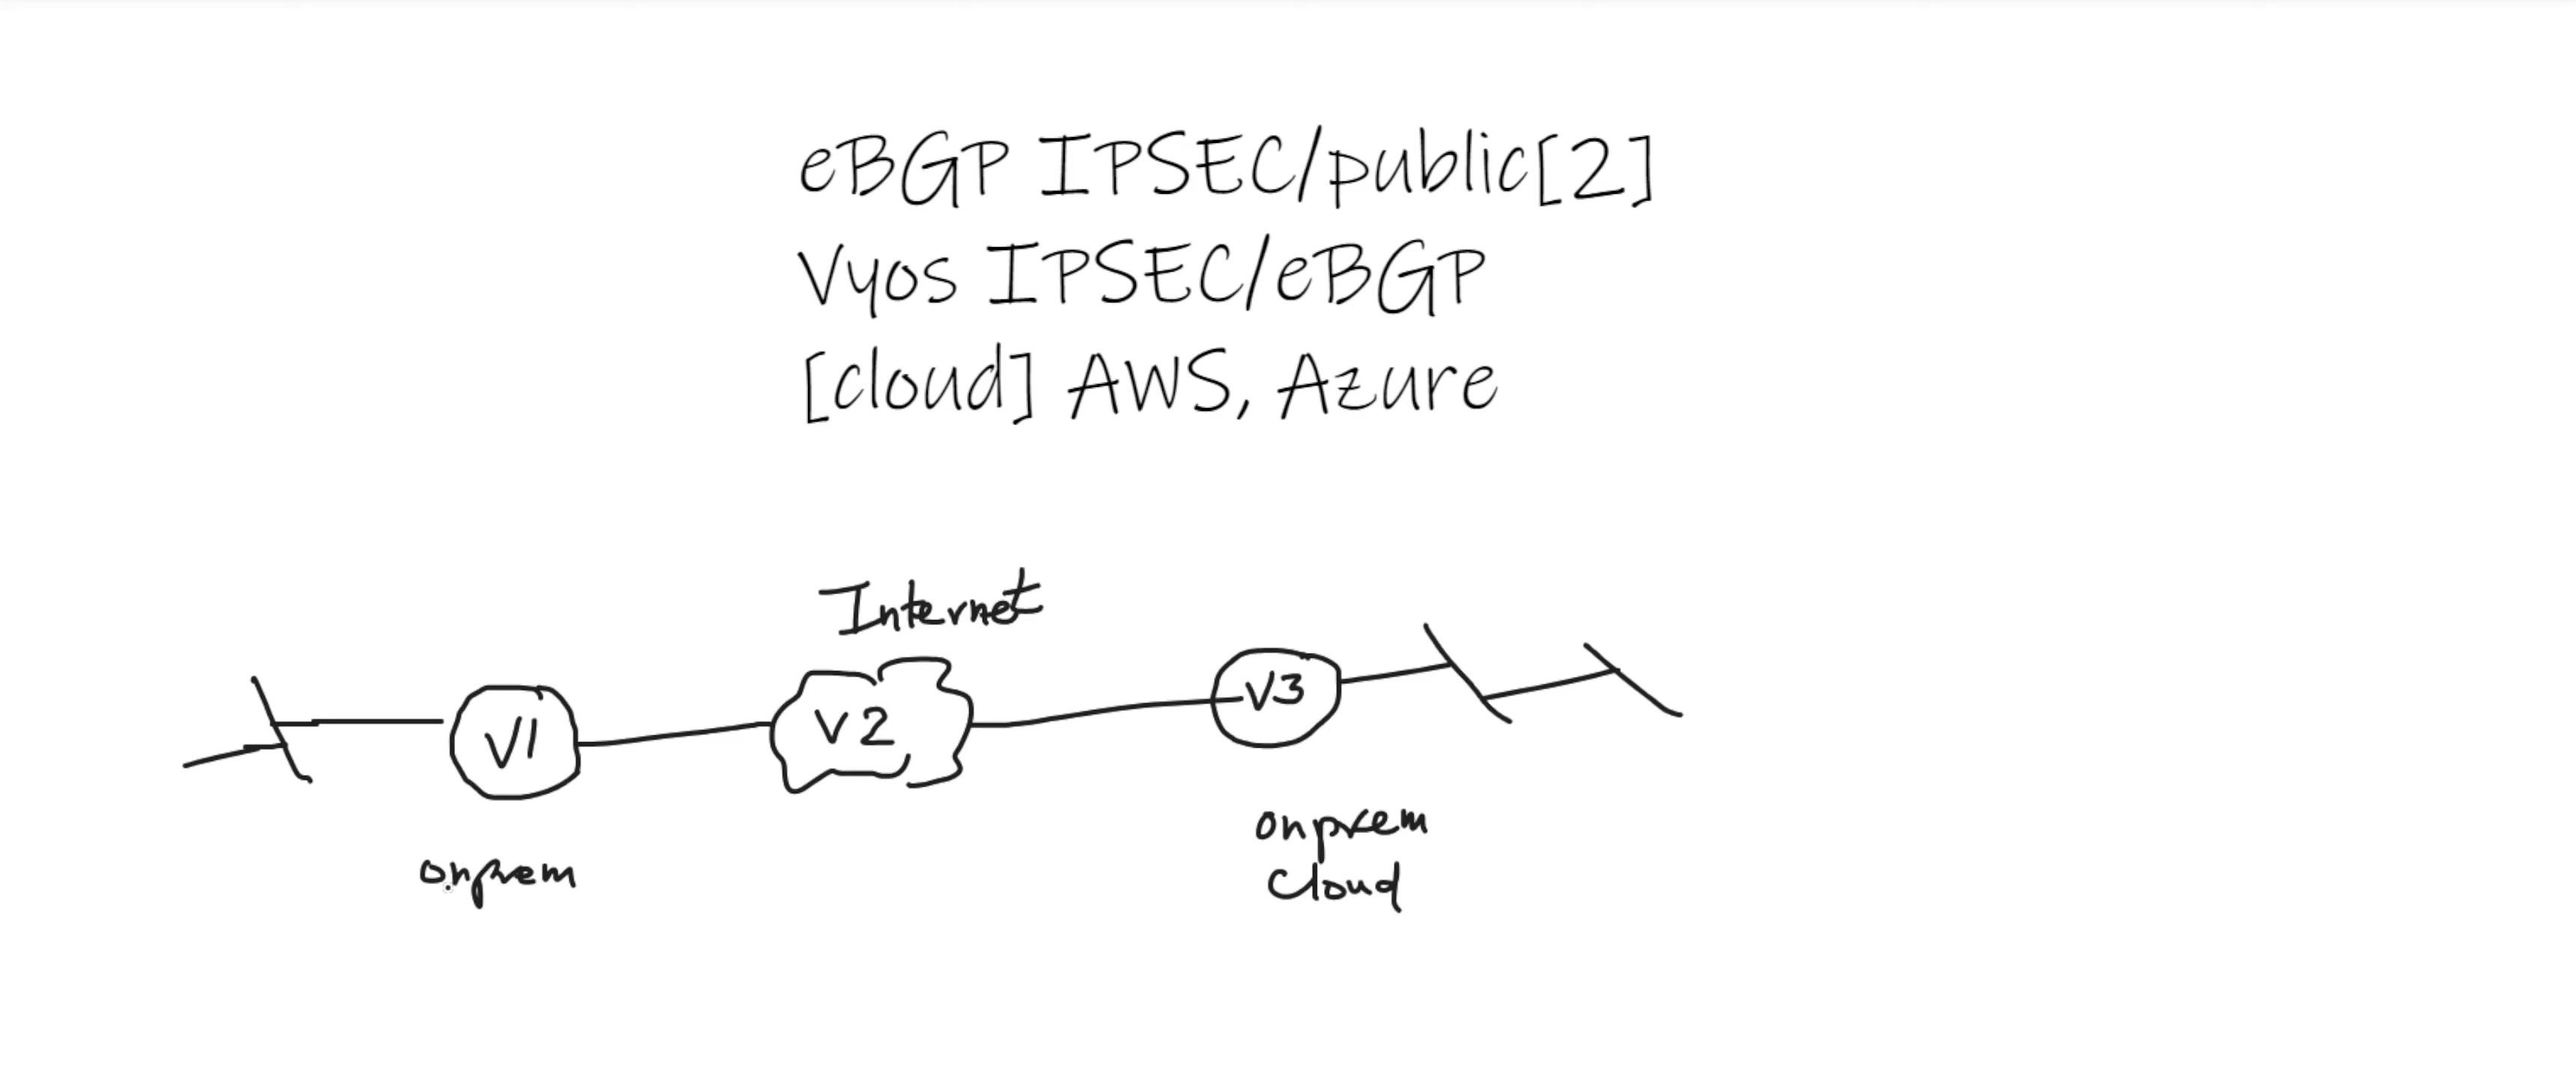 eBGP IPSEC/public[2]
Vyos IPSEC/eBGP
[cloud] AWS, Azure
Internet
V1
V2
V3
onprem
onprem
cloud